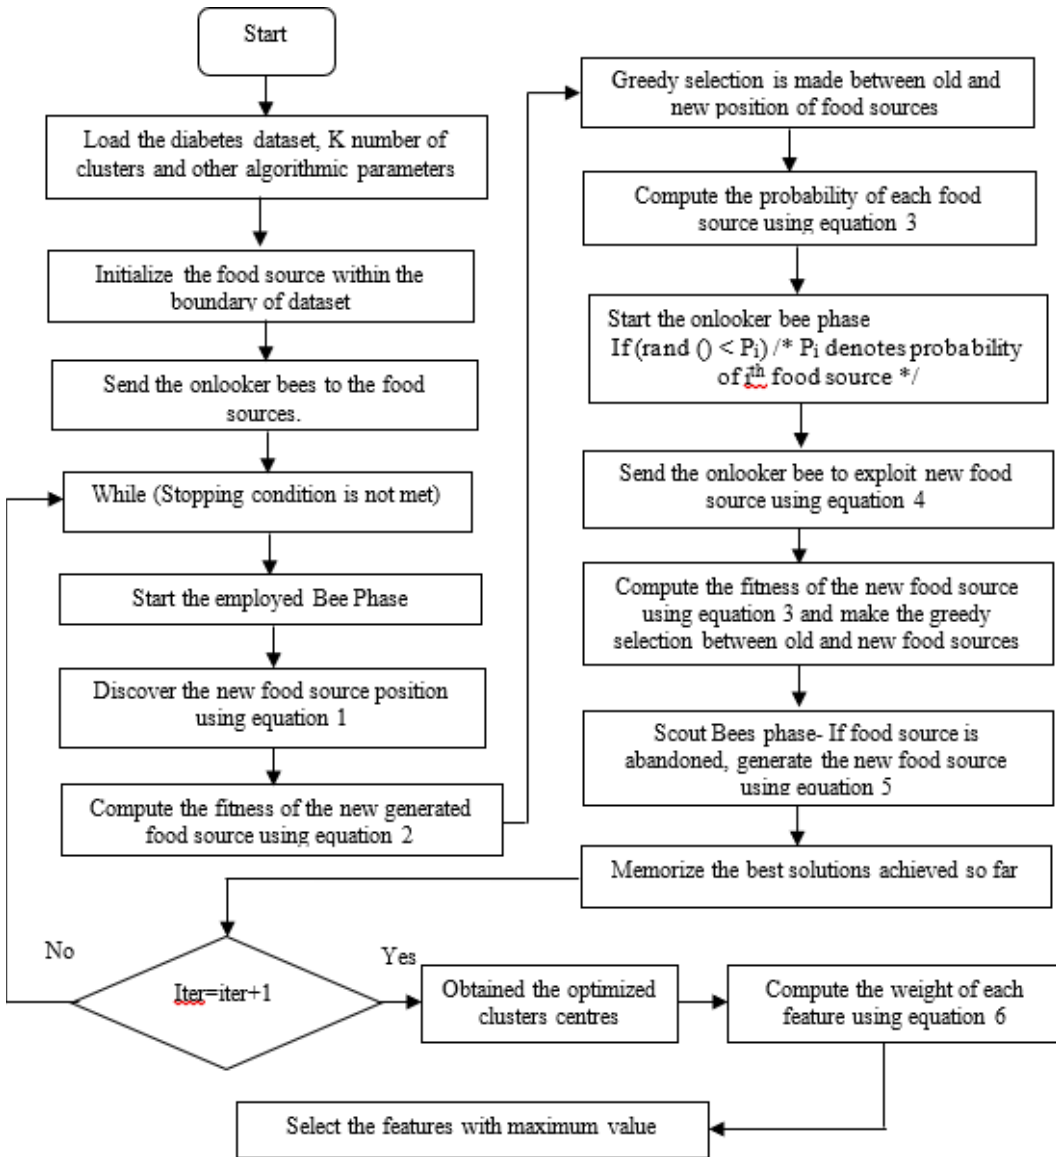 Start
Load the diabetes dataset, K number of
clusters and other algorithmic parameters
Initialize the food source within the
boundary of dataset
Send the onlooker bees to the food
sources.
While (Stopping condition is not met)
Start the employed Bee Phase
Discover the new food source position
using equation 1
Compute the fitness of the new generated
food source using equation 2
Greedy selection is made between old and
new position of food sources
Compute the probability of each food
source using equation 3
Start the onlooker bee phase
If (rand () < Pi) /* Pi denotes probability
of ith food source */
Send the onlooker bee to exploit new food
source using equation 4
Compute the fitness of the new food source
using equation 3 and make the greedy
selection between old and new food sources
Scout Bees phase- If food source is
abandoned, generate the new food source
using equation 5
Memorize the best solutions achieved so far
No
Iter=iter+1
Yes
Obtained the optimized
clusters centres
Compute the weight of each
feature using equation 6
Select the features with maximum value